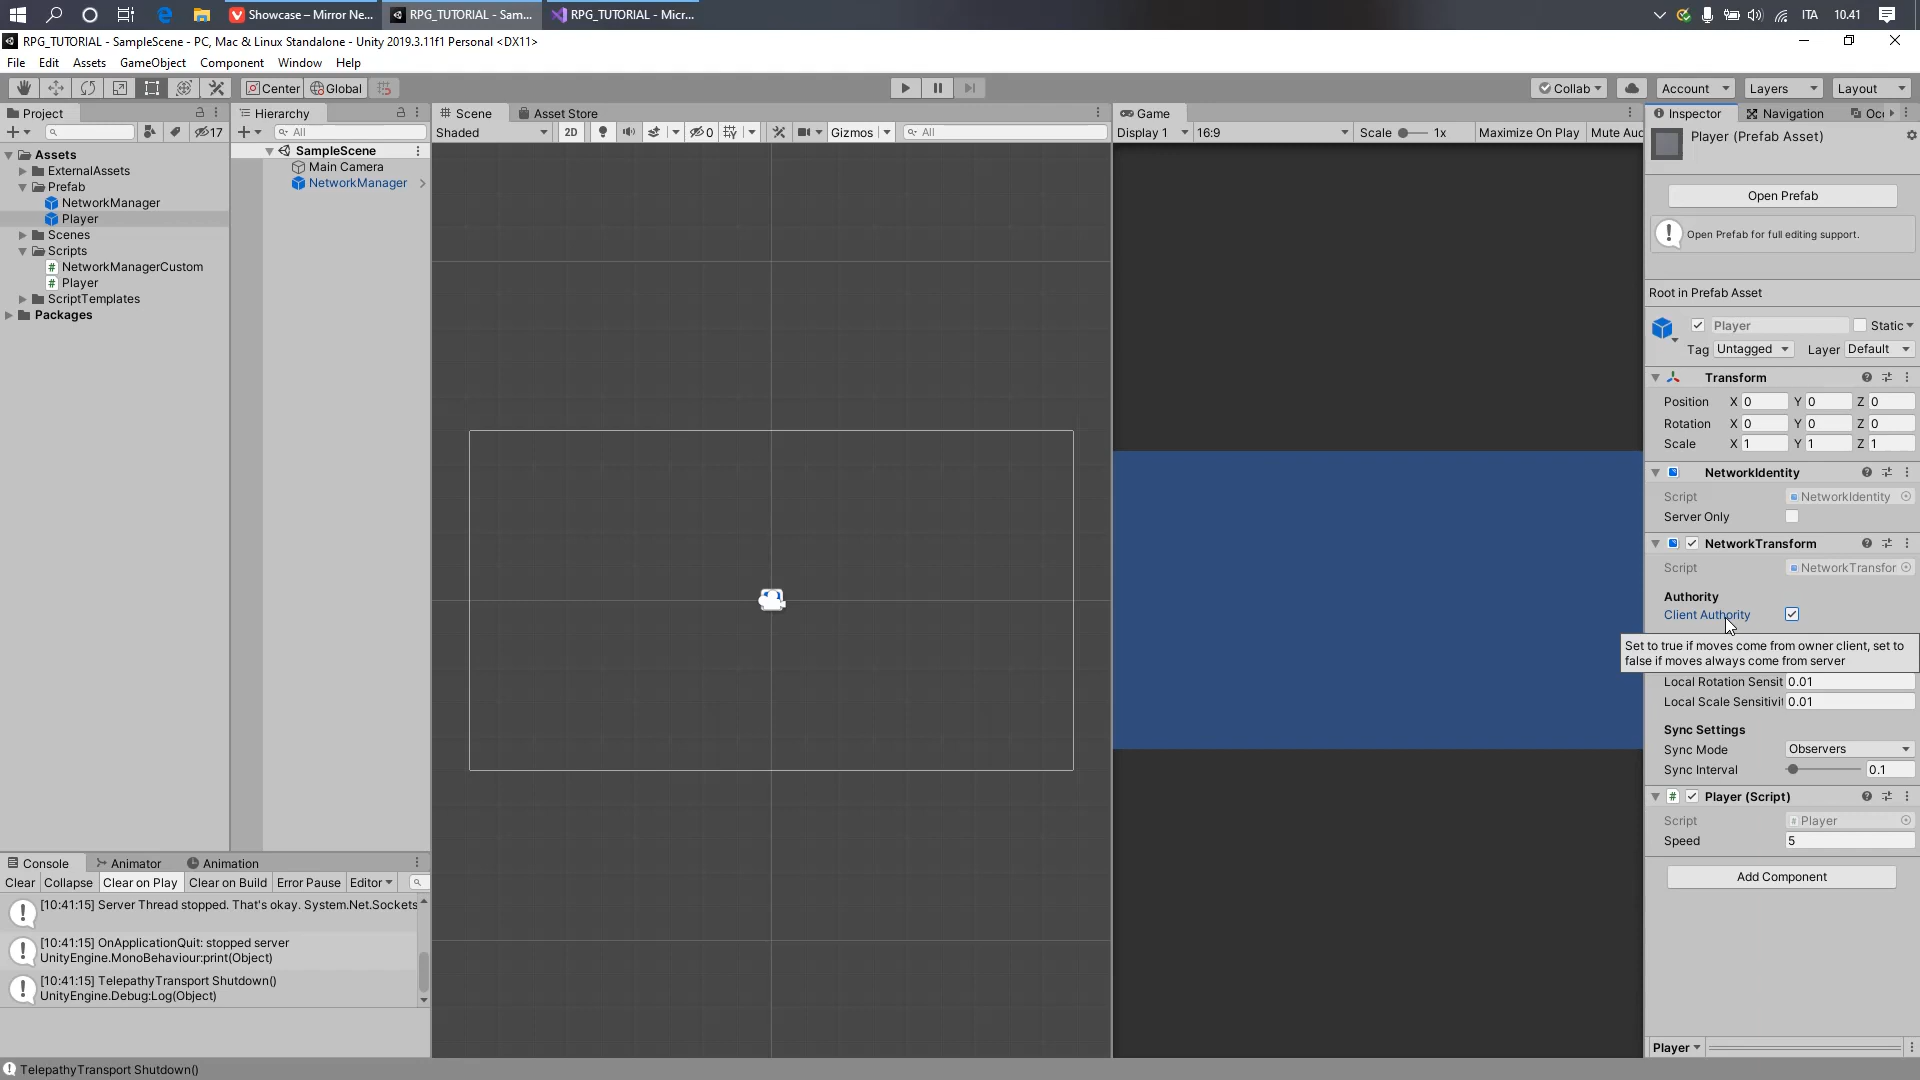 Showcase – Mirror Ne...
RPG_TUTORIAL - Sam...
RPG_TUTORIAL - Micr...
ITA
10.41
RPG_TUTORIAL - SampleScene - PC, Mac & Linux Standalone - Unity 2019.3.11f1 Personal <DX11>
File Edit Assets GameObject Component Window Help
Center Global
Collab
Account
Layers
Layout
Project
17
Assets
ExternalAssets
Prefab
NetworkManager
Player
Scenes
Scripts
NetworkManagerCustom
Player
ScriptTemplates
Packages
Hierarchy
All
SampleScene
Main Camera
NetworkManager
Scene
Asset Store
Shaded 2D 0 Gizmos All
Game
Display 1 16:9 Scale 1x Maximize On Play Mute Aud
Inspector
Navigation
Occ
Player (Prefab Asset)
Open Prefab
Open Prefab for full editing support.
Root in Prefab Asset
Player Static
Tag Untagged Layer Default
Transform
Position X 0 Y 0 Z 0
Rotation X 0 Y 0 Z 0
Scale X 1 Y 1 Z 1
NetworkIdentity
Script NetworkIdentity
Server Only
NetworkTransform
Script NetworkTransfor
Authority
Client Authority
Set to true if moves come from owner client, set to
false if moves always come from server
Local Rotation Sensit 0.01
Local Scale Sensitivit 0.01
Sync Settings
Sync Mode Observers
Sync Interval 0.1
Player (Script)
Script Player
Speed 5
Add Component
Player
Console
Animator
Animation
Clear Collapse Clear on Play Clear on Build Error Pause Editor
[10:41:15] Server Thread stopped. That's okay. System.Net.Sockets
[10:41:15] OnApplicationQuit: stopped server
UnityEngine.MonoBehaviour:print(Object)
[10:41:15] TelepathyTransport Shutdown()
UnityEngine.Debug:Log(Object)
TelepathyTransport Shutdown()